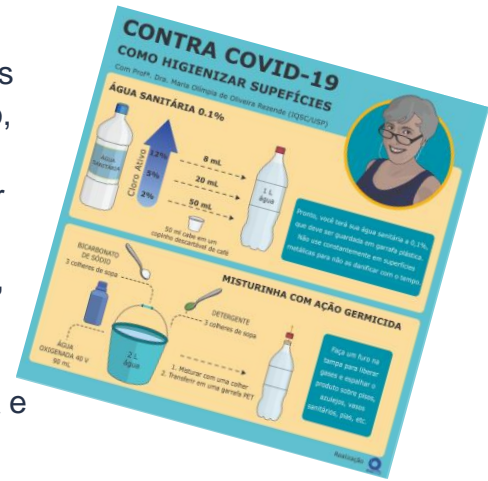 s
,
r
,
e
CONTRA COVID-19
COMO HIGIENIZAR SUPEFÍCIES
Com Profª. Dra. Maria Olímpia de Oliveira Rezende (IQSC/USP)
ÁGUA SANITÁRIA 0.1%
ÁGUA
SANITÁRIA
Cloro Ativo
12%
5%
2%
8 mL
20 mL
50 mL
1 L
água
50 ml cabe em um
copinho descartável de café
Pronto, você terá sua água sanitária a 0,1%,
que deve ser guardada em garrafa plástica.
Não use constantemente em superfícies
metálicas para não as danificar com o tempo
MISTURINHA COM AÇÃO GERMICIDA
BICARBONATO
DE SÓDIO
3 colheres de sopa
DETERGENTE
3 colheres de sopa
ÁGUA
OXIGENADA 40 V
60 mL
2 L
água
1. Misturar com uma colher
2. Transferir em uma garrafa PET
Faça um furo na
tampa para liberar
gases e espalhar o
produto sobre pisos,
azulejos, vasos
sanitários, pias, etc.
Realização